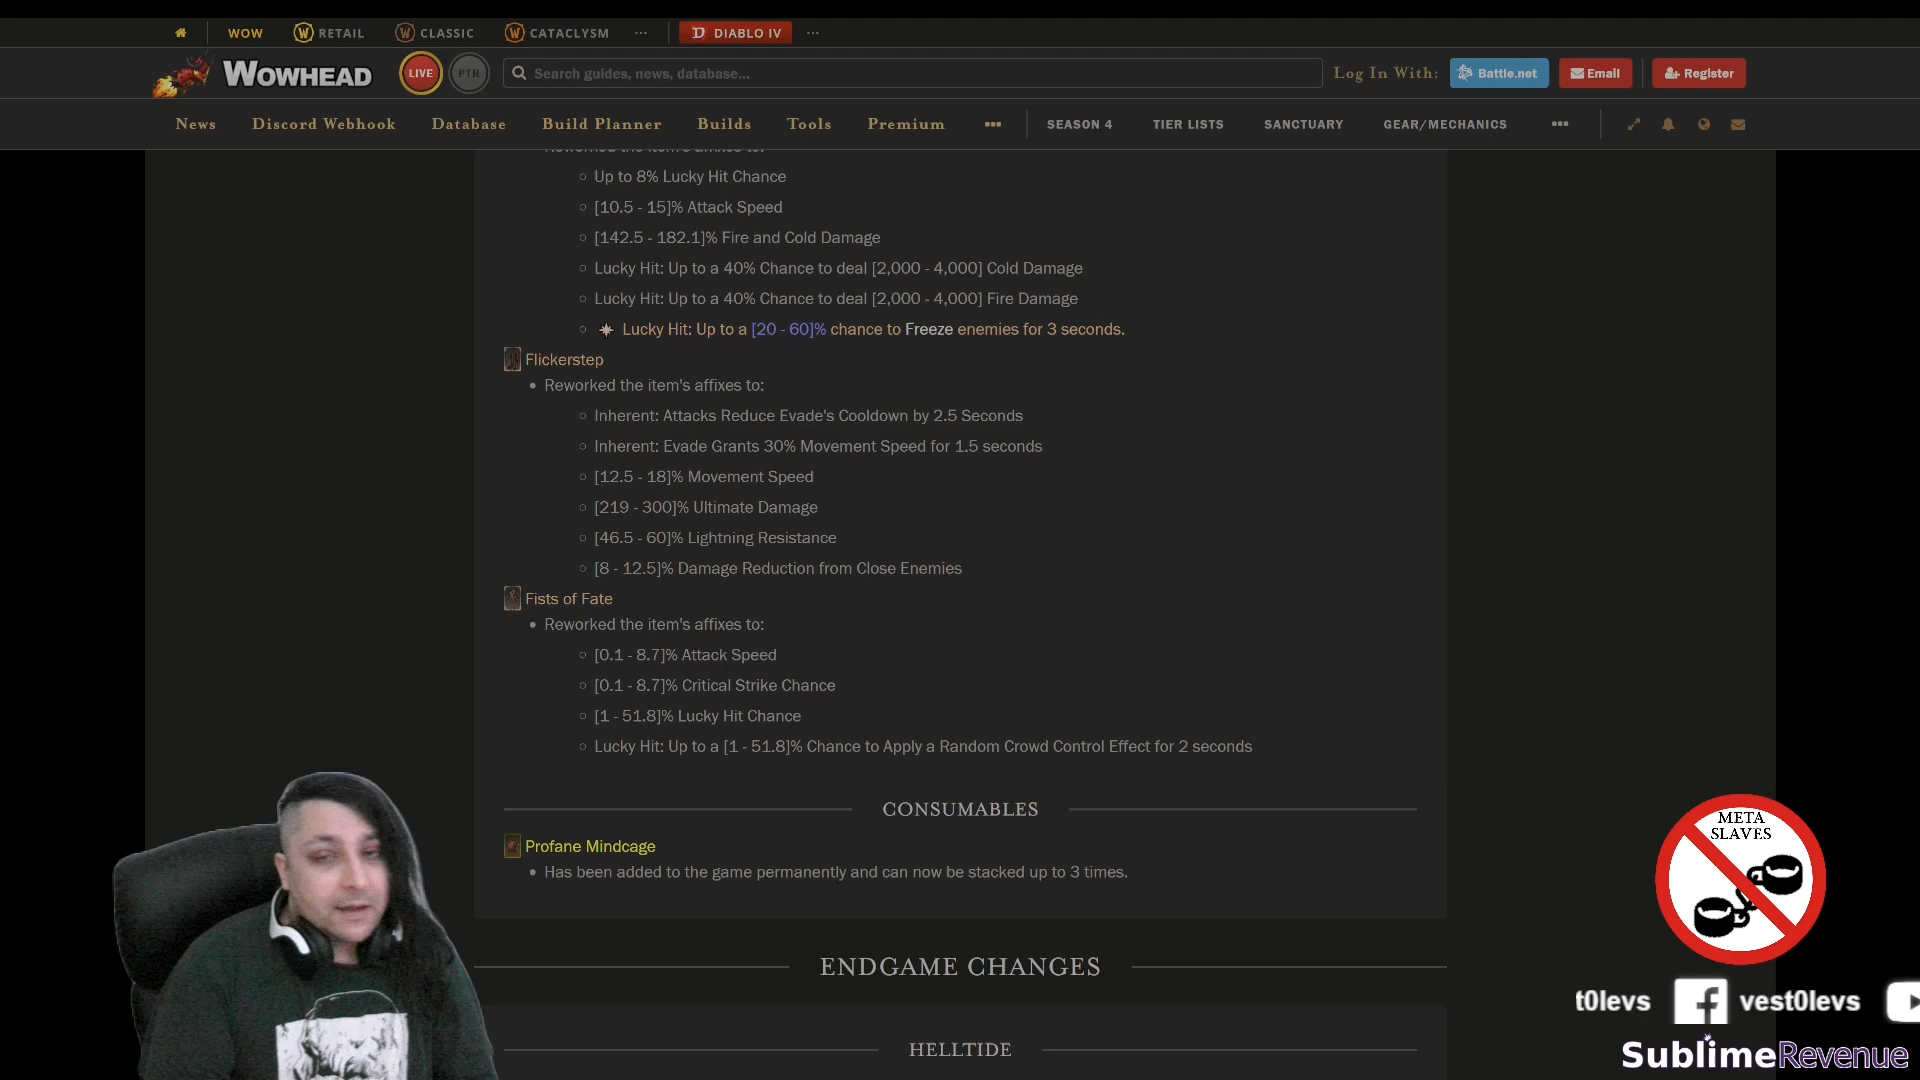 WOW
RETAIL
CLASSIC
CATACLYSM
DIABLO IV
WOWHEAD
LIVE
PTR
Search guides, news, database...
Log In With:
Battle.net
Email
Register
News
Discord Webhook
Database
Build Planner
Builds
Tools
Premium
SEASON 4
TIER LISTS
SANCTUARY
GEAR/MECHANICS
Reworked the item's affixes to:
Up to 8% Lucky Hit Chance
[10.5 - 15]% Attack Speed
[142.5 - 182.1]% Fire and Cold Damage
Lucky Hit: Up to a 40% Chance to deal [2,000 - 4,000] Cold Damage
Lucky Hit: Up to a 40% Chance to deal [2,000 - 4,000] Fire Damage
Lucky Hit: Up to a [20 - 60]% chance to Freeze enemies for 3 seconds.
Flickerstep
Reworked the item's affixes to:
Inherent: Attacks Reduce Evade's Cooldown by 2.5 Seconds
Inherent: Evade Grants 30% Movement Speed for 1.5 seconds
[12.5 - 18]% Movement Speed
[219 - 300]% Ultimate Damage
[46.5 - 60]% Lightning Resistance
[8 - 12.5]% Damage Reduction from Close Enemies
Fists of Fate
Reworked the item's affixes to:
[0.1 - 8.7]% Attack Speed
[0.1 - 8.7]% Critical Strike Chance
[1 - 51.8]% Lucky Hit Chance
Lucky Hit: Up to a [1 - 51.8]% Chance to Apply a Random Crowd Control Effect for 2 seconds
CONSUMABLES
Profane Mindcage
Has been added to the game permanently and can now be stacked up to 3 times.
ENDGAME CHANGES
HELLTIDE
META
SLAVES
t0levs
vest0levs
SublimeRevenue